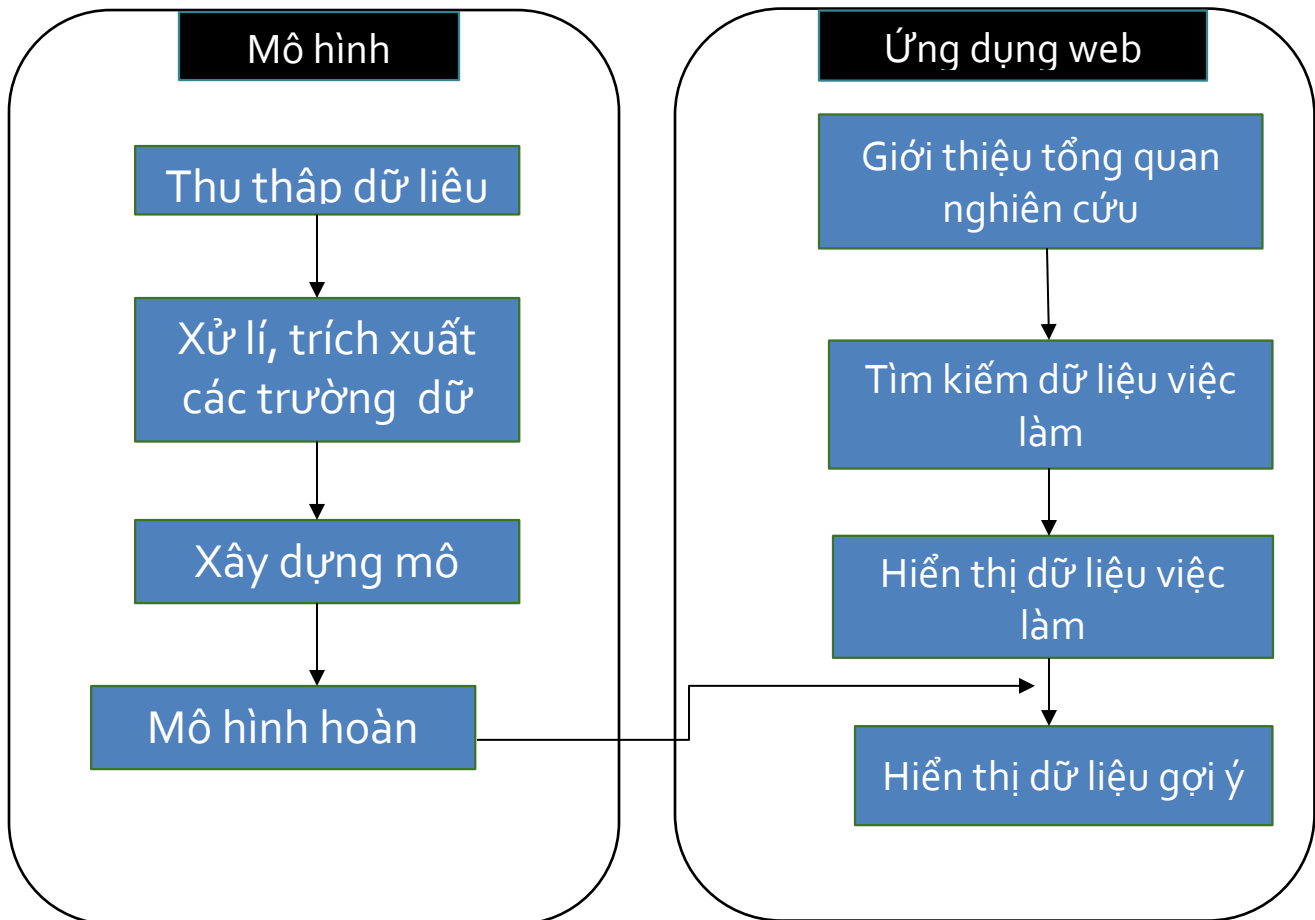 Mô hình
Thu thập dữ liệu
Xử lí, trích xuất
các trường dữ
Xây dựng mô
Mô hình hoàn
Ứng dụng web
Giới thiệu tổng quan
nghiên cứu
Tìm kiếm dữ liệu việc
làm
Hiển thị dữ liệu việc
làm
Hiển thị dữ liệu gợi ý